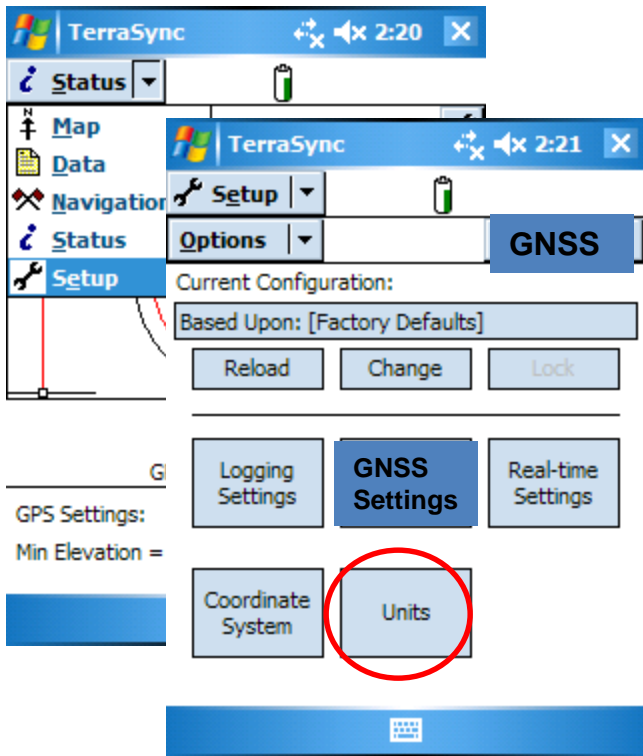 TerraSync 2:20
Status
Map
Data
Navigation
Status
Setup
G
GPS Settings:
Min Elevation =
TerraSync 2:21
Setup
Options GNSS
Current Configuration:
Based Upon: [Factory Defaults]
Reload Change Lock
Logging Settings
GNSS Settings
Real-time Settings
Coordinate System
Units